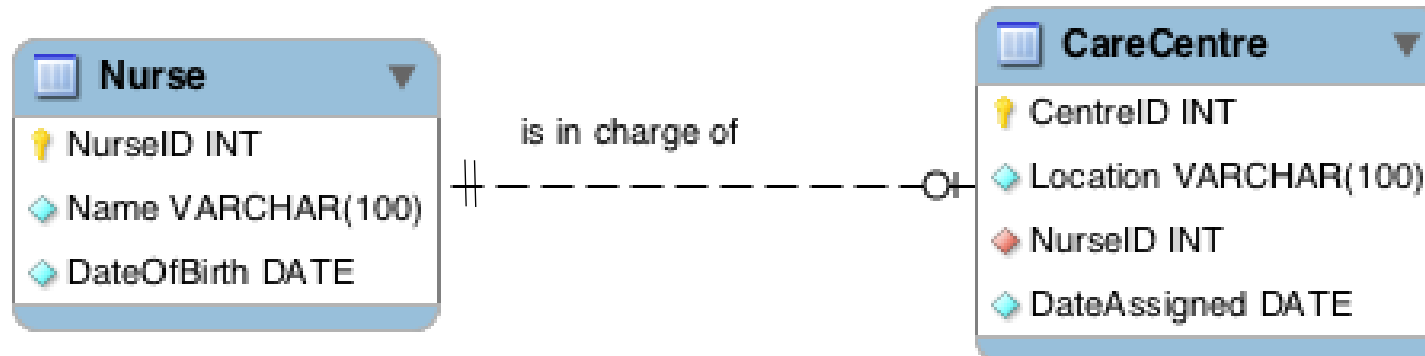 Nurse
NurseID INT
Name VARCHAR(100)
DateOfBirth DATE
is in charge of
CareCentre
CentreID INT
Location VARCHAR(100)
NurseID INT
DateAssigned DATE